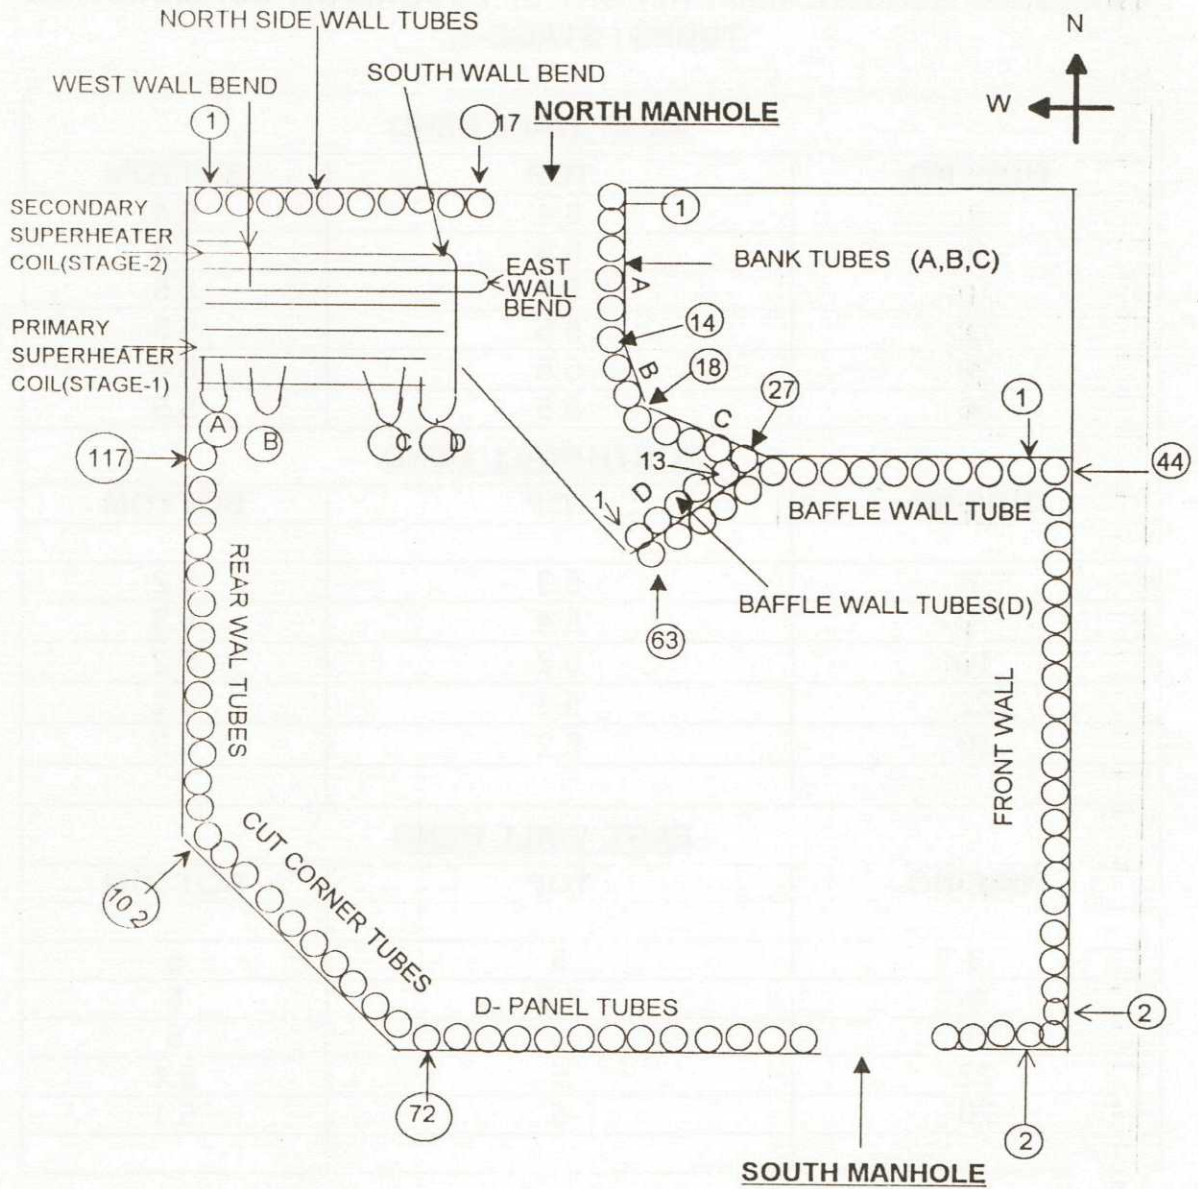 NORTH SIDE WALL TUBES
N
WEST WALL BEND
SOUTH WALL BEND
W
1
17
NORTH MANHOLE
SECONDARY
SUPERHEATER
COIL(STAGE-2)
1
EAST
WALL
BEND
BANK TUBES (A,B,C)
A
PRIMARY
SUPERHEATER
COIL(STAGE-1)
14
B
18
27
1
A
B
C
D
C
117
13
44
1
D
BAFFLE WALL TUBE
REAR WAL TUBES
BAFFLE WALL TUBES(D)
63
FRONT WALL
CUT CORNER TUBES
10 2
D- PANEL TUBES
2
72
2
SOUTH MANHOLE